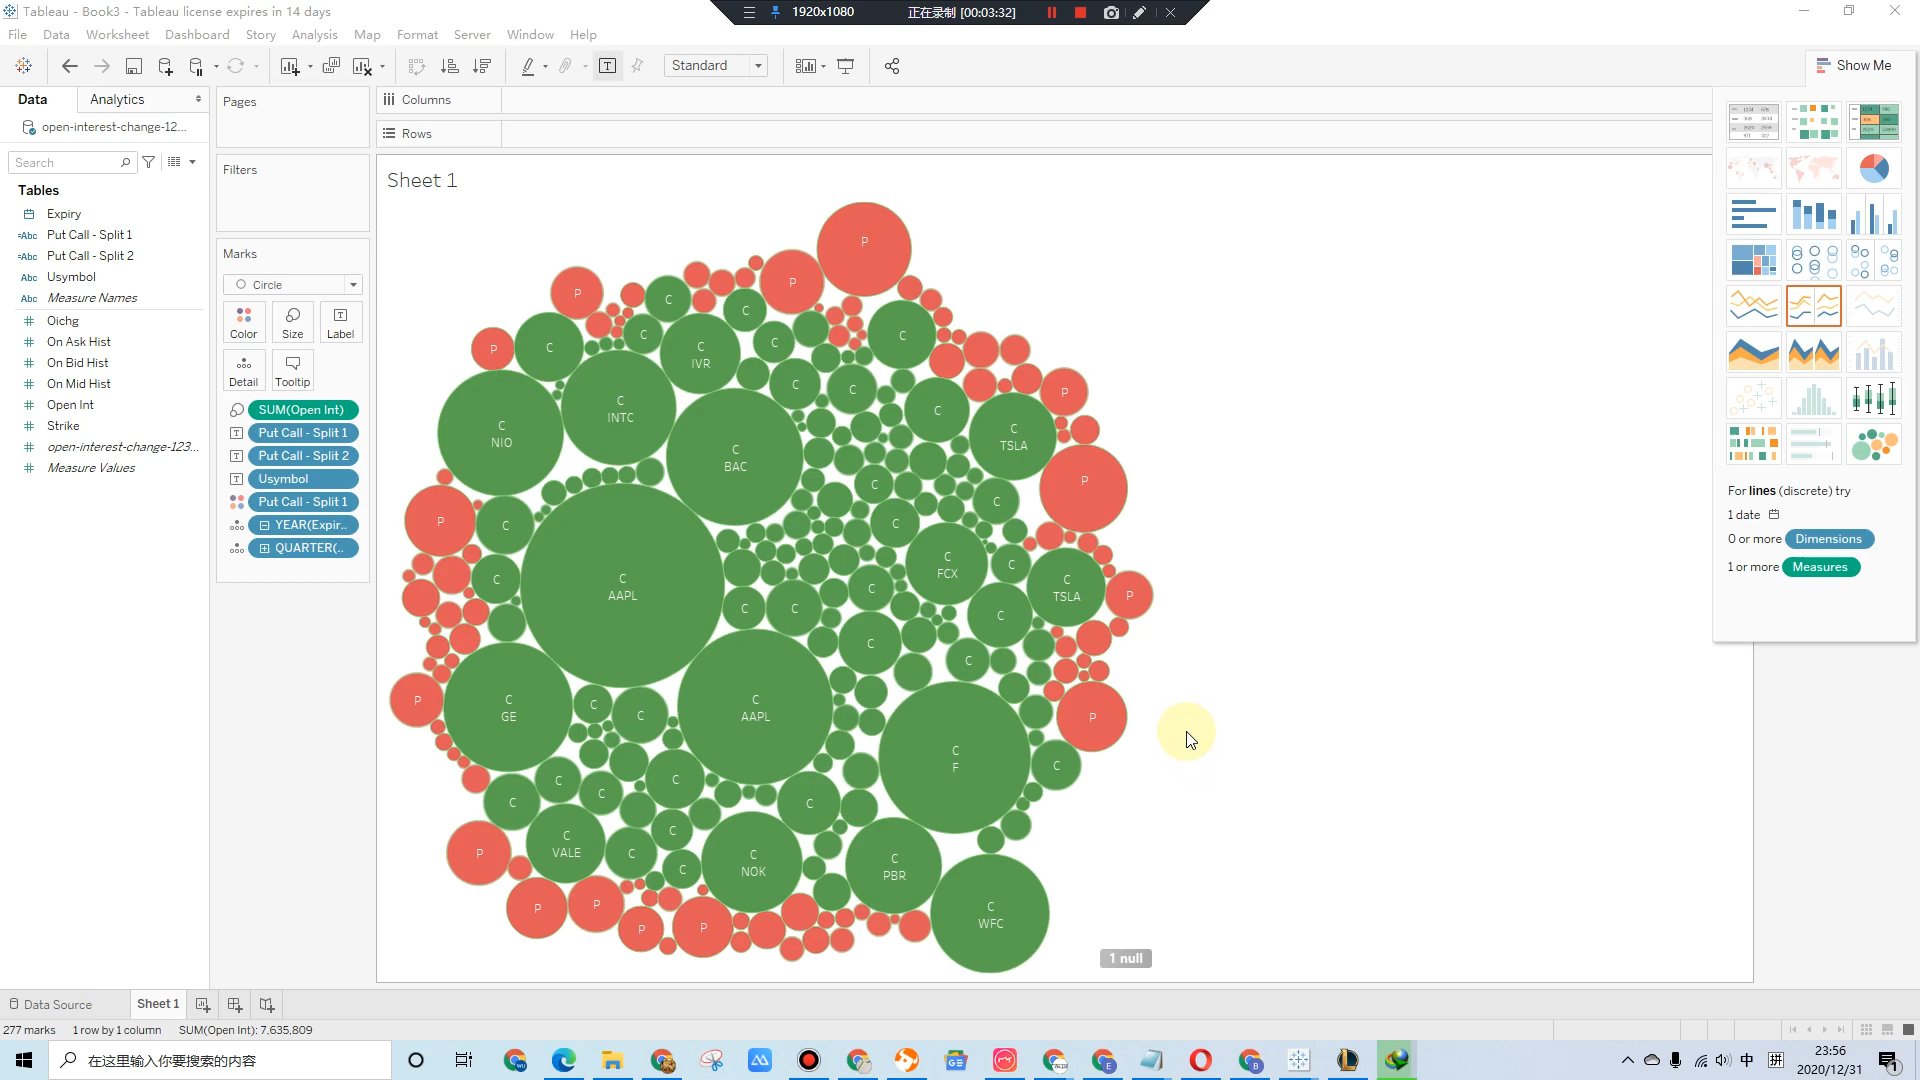 Tableau - Book3 - Tableau license expires in 14 days
1920x1080
正在录制 [00:03:32]
File Data Worksheet Dashboard Story Analysis Map Format Server Window Help
Standard
Show Me
Data
Analytics
open-interest-change-12...
Search
Tables
Expiry
=Abc Put Call - Split 1
=Abc Put Call - Split 2
Abc Usymbol
Abc Measure Names
Oichg
On Ask Hist
On Bid Hist
On Mid Hist
Open Int
Strike
open-interest-change-123...
Measure Values
Pages
Filters
Marks
Circle
Color
Size
Label
Detail
Tooltip
SUM(Open Int)
Put Call - Split 1
Put Call - Split 2
Usymbol
Put Call - Split 1
YEAR(Expir..
QUARTER(..
Columns
Rows
Sheet 1
P
P
P
C
C
C
C
C
P
C
IVR
C
C
C
P
C
INTC
C
NIO
C
BAC
C
TSLA
P
C
C
P
C
C
C
FCX
C
C
TSLA
P
C
C
AAPL
C
C
C
C
C
C
P
C
GE
C
C
C
AAPL
P
C
F
C
C
C
C
C
C
C
VALE
C
C
P
C
C
NOK
C
PBR
C
WFC
P
P
P
P
1 null
For lines (discrete) try
1 date
0 or more Dimensions
1 or more Measures
Data Source
Sheet 1
277 marks 1 row by 1 column SUM(Open Int): 7,635,809
在这里输入你要搜索的内容
中
拼
23:56
2020/12/31